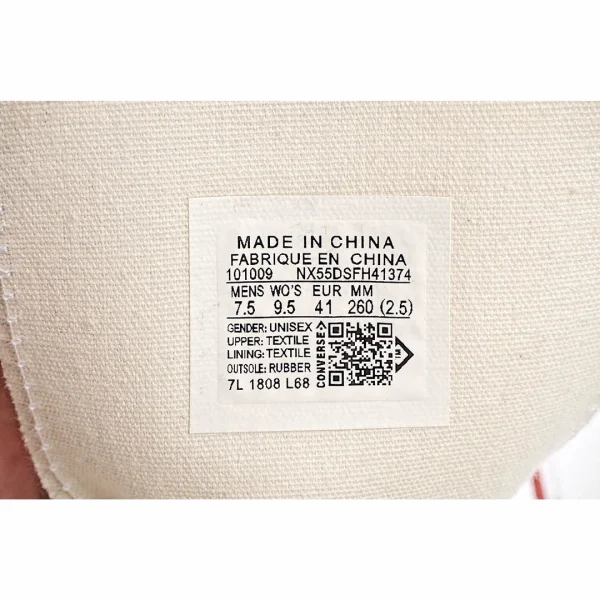 MADE IN CHINA
FABRIQUE EN CHINA
101009 NX55DSFH41374
MENS WO'S EUR MM
7.5 9.5 41 260 (2.5)
GENDER: UNISEX
UPPER: TEXTILE
LINING: TEXTILE
OUTSOLE: RUBBER
7L 1808 L68
CONVERSE
TM